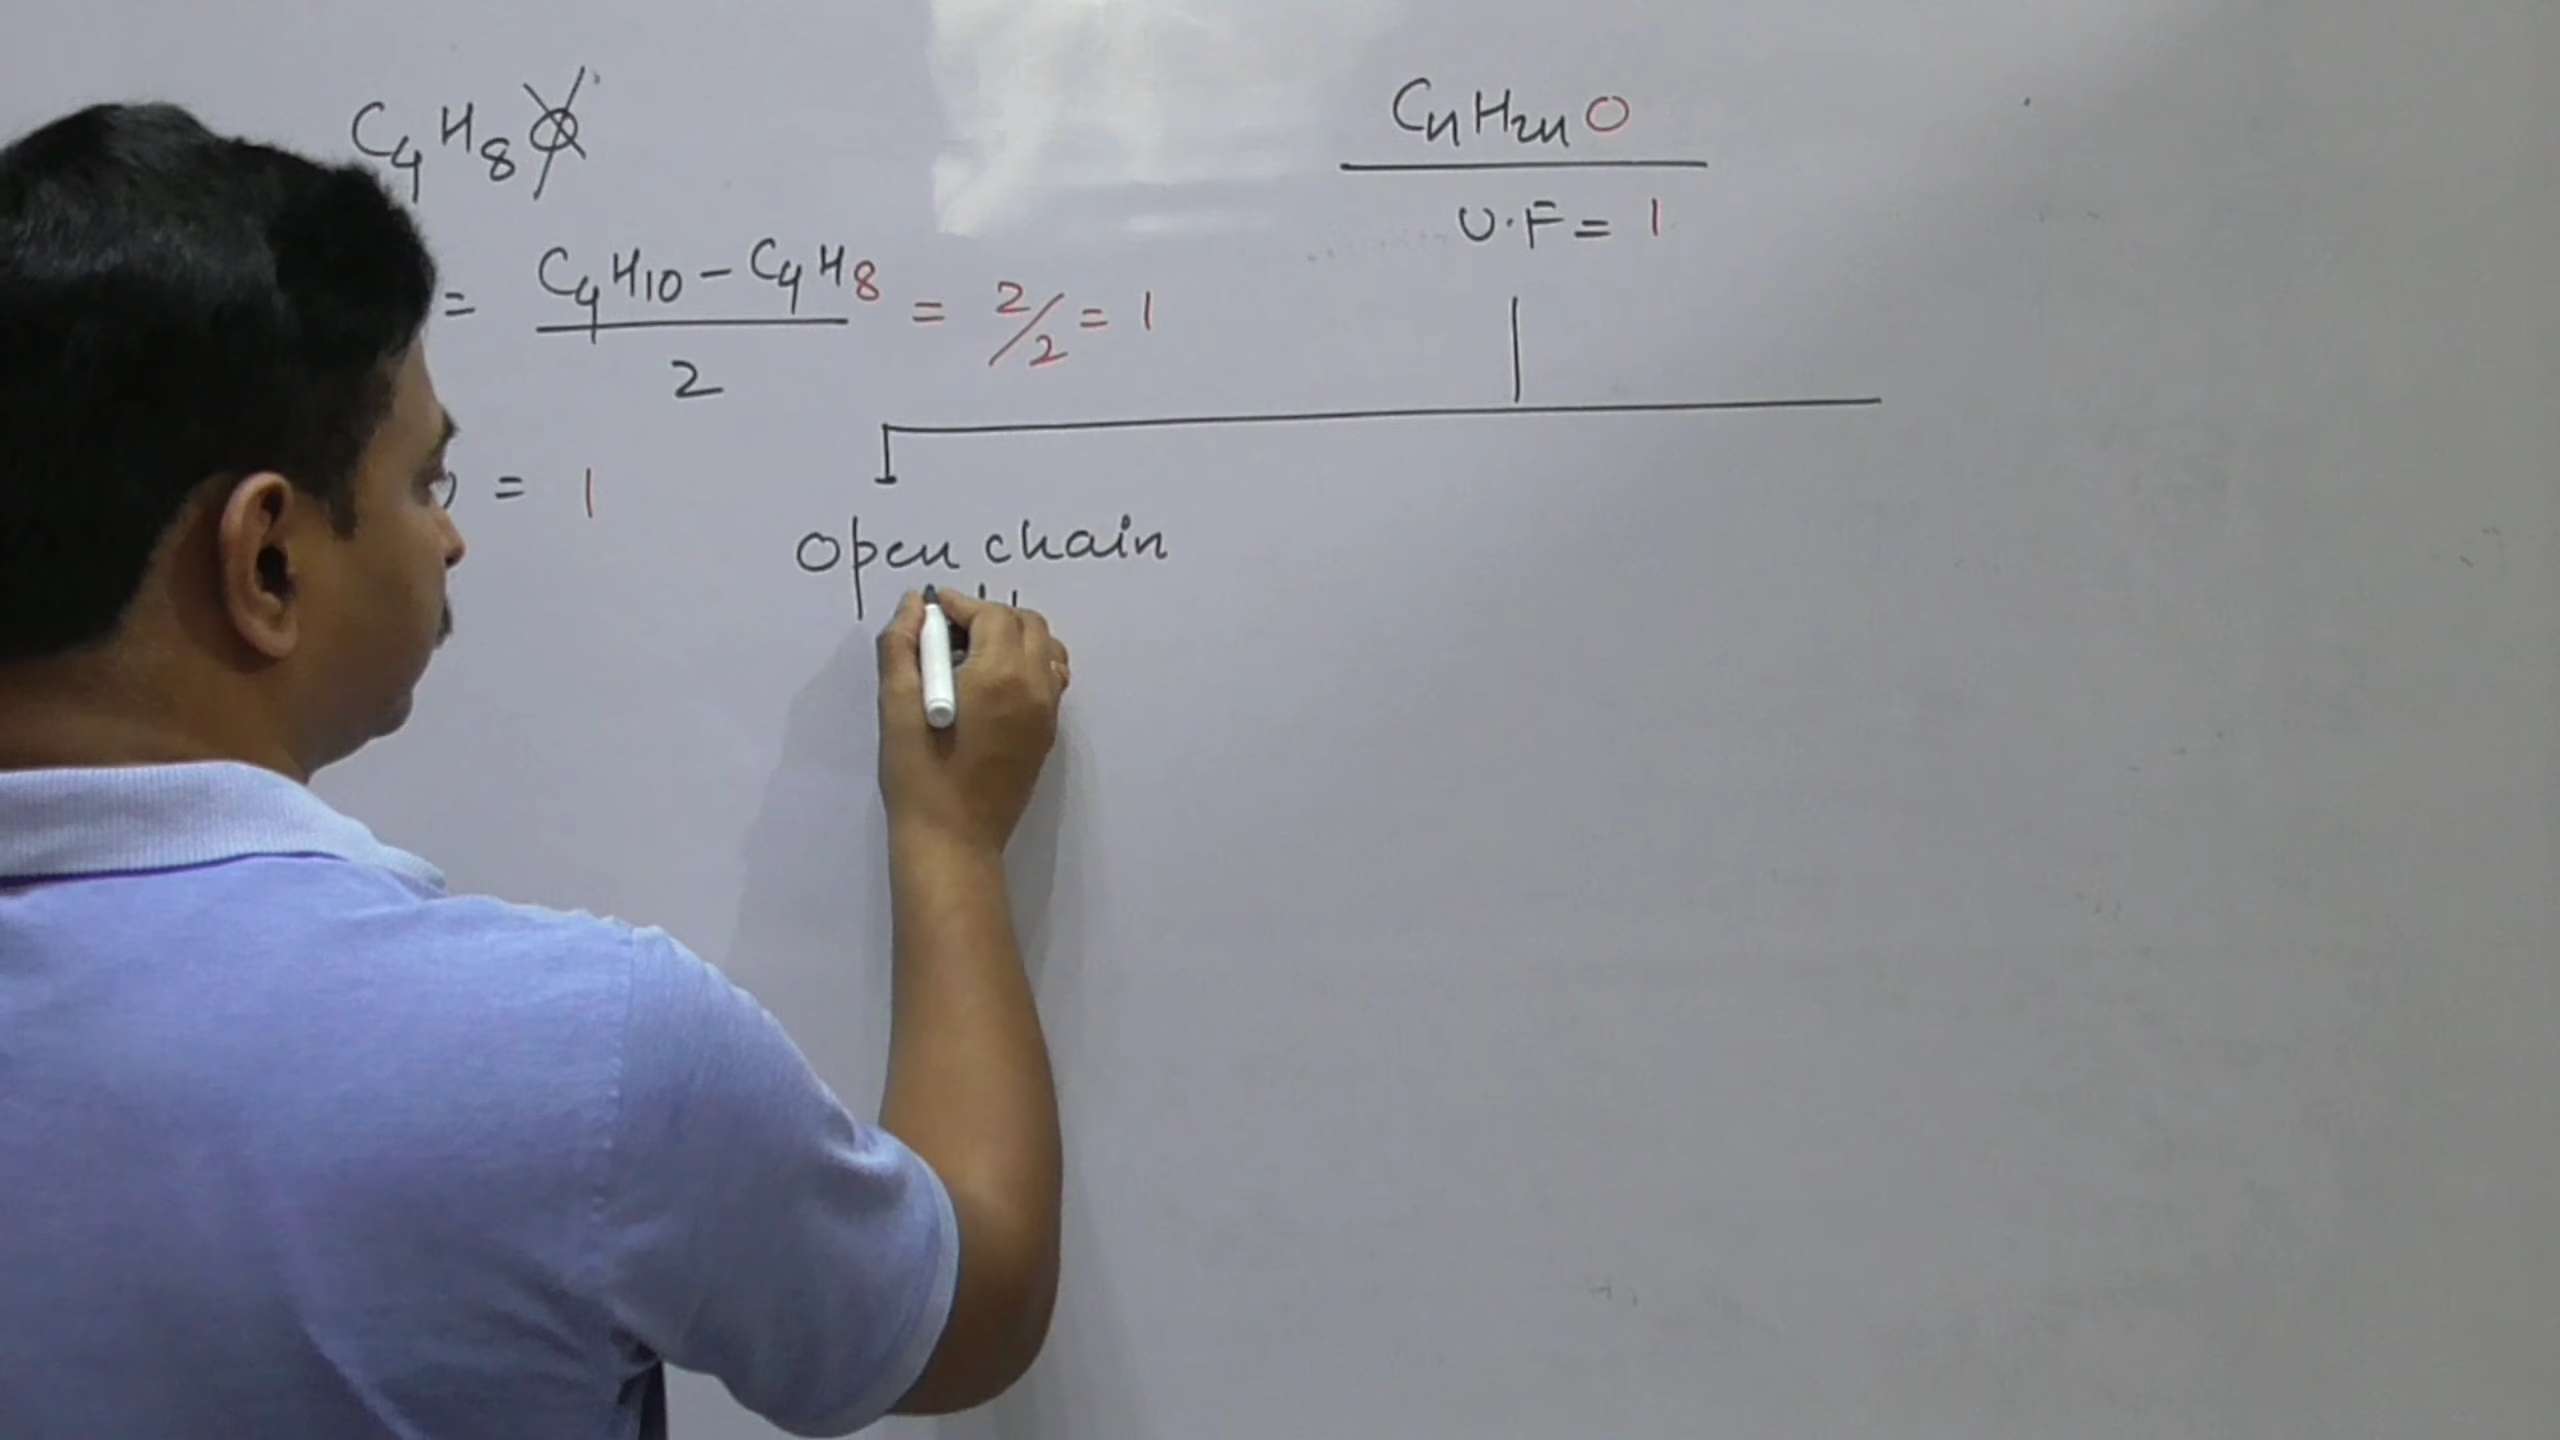 C4H8O
= C4H10 - C4H8 = 2/2 = 1
2
= 1
CnH2nO
U.F = 1
Open chain